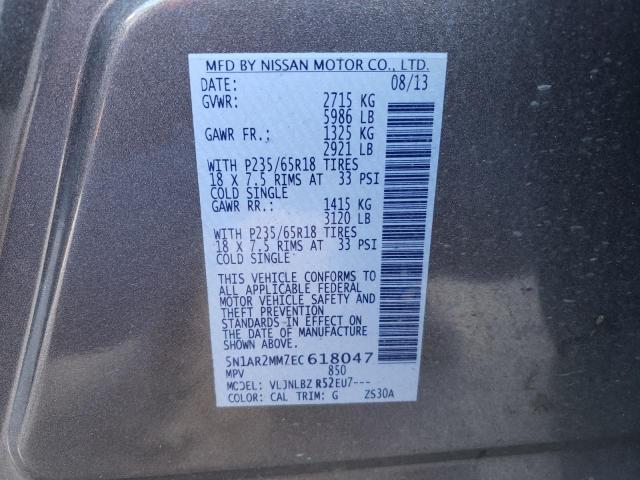 MFD BY NISSAN MOTOR CO., LTD.
DATE: 08/13
GVWR: 2715 KG
5986 LB
GAWR FR.: 1325 KG
2921 LB
WITH P235/65R18 TIRES
18 X 7.5 RIMS AT 33 PSI
COLD SINGLE
GAWR RR.: 1415 KG
3120 LB
WITH P235/65R18 TIRES
18 X 7.5 RIMS AT 33 PSI
COLD SINGLE
THIS VEHICLE CONFORMS TO
ALL APPLICABLE FEDERAL
MOTOR VEHICLE SAFETY AND
THEFT PREVENTION
STANDARDS IN EFFECT ON
THE DATE OF MANUFACTURE
SHOWN ABOVE.
5N1AR2MM7EC618047
MPV 850
MODEL: VLJNLBZ R52EU7---
COLOR: CAL TRIM: G ZS30A